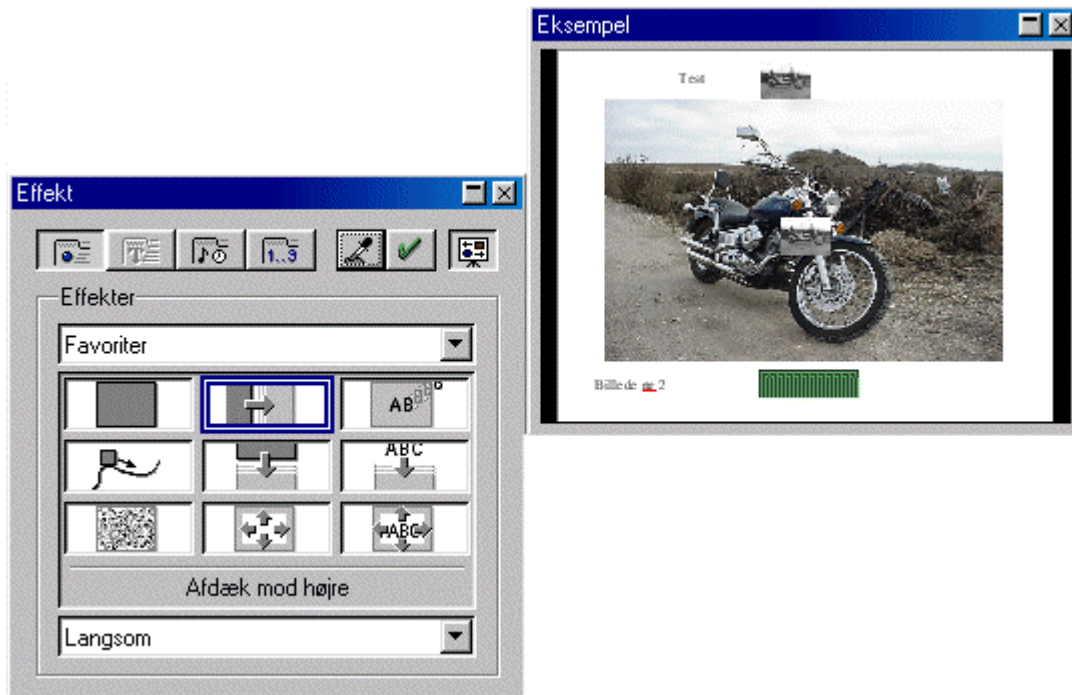 Eksempel
Test
Billede nr 2
Effekt
T
1..3
Effekter
Favoriter
AB
ABC
ABC
Afdæk mod højre
Langsom